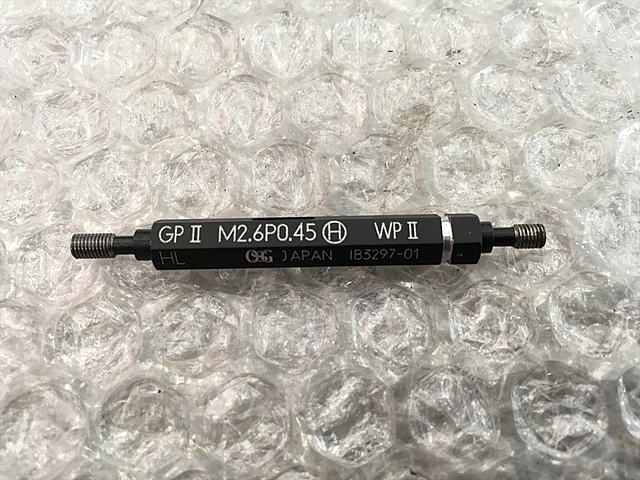 GP II M2.6P0.45 Ⓗ WP II
HL OSG JAPAN IB3297-01